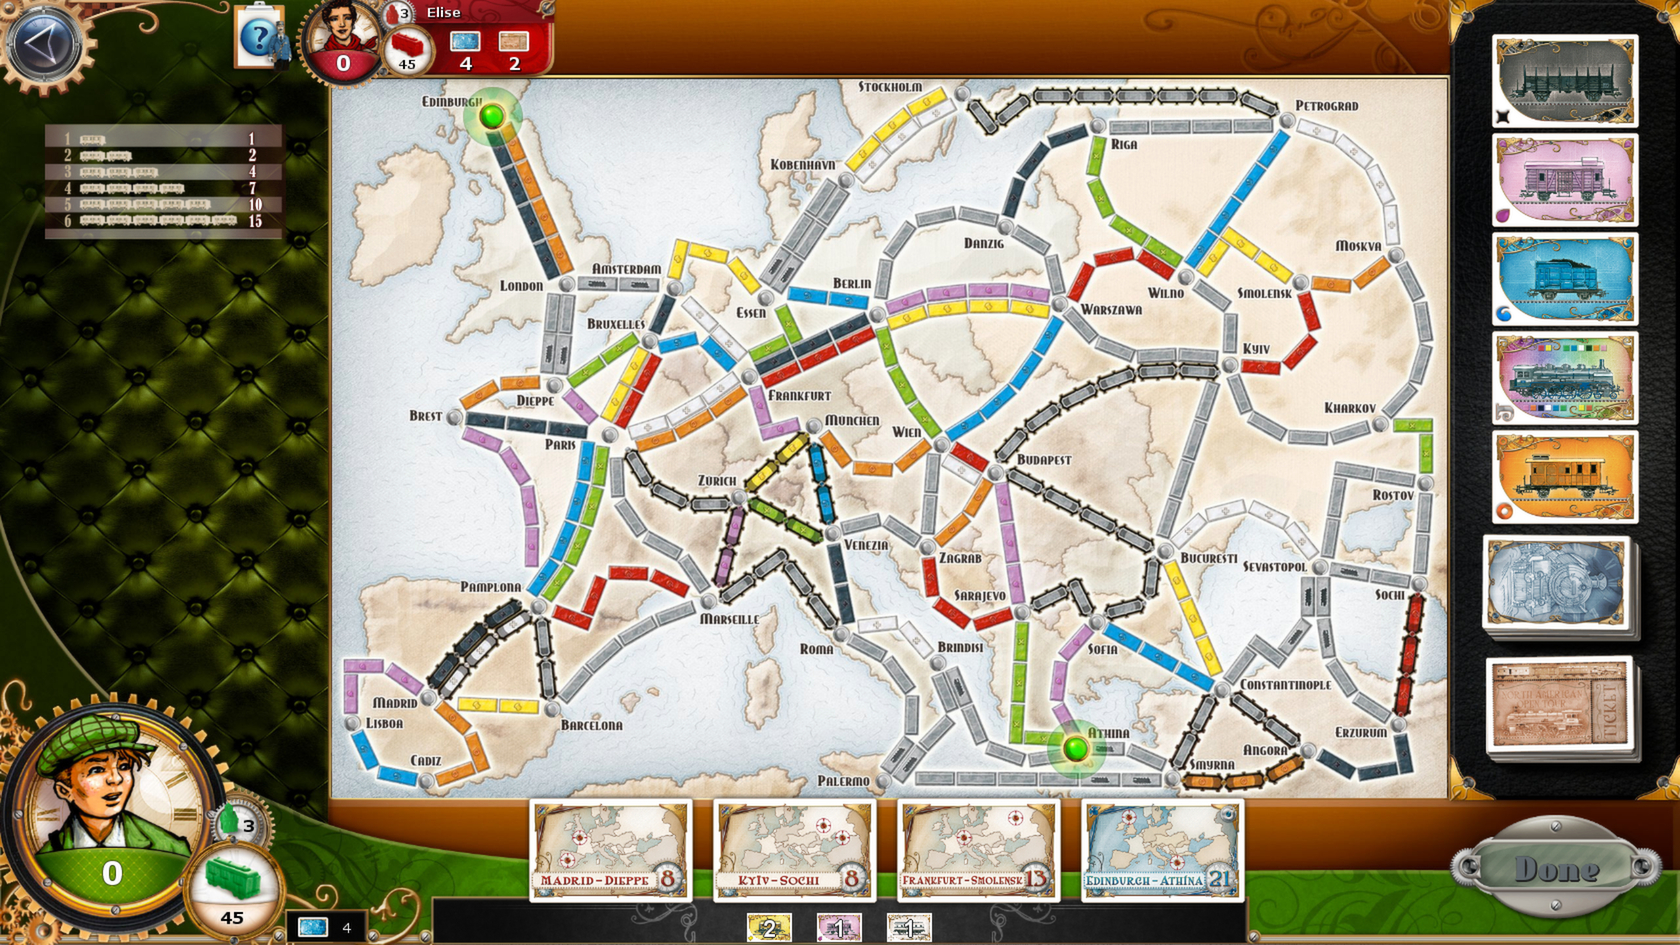 3 Elise
0
45
4 2
1 1
2 2
3 4
4 7
5 10
6 15
EDINBURGH
STOCKHOLM
PETROGRAD
RIGA
KOBENHAVN
DANZIG
MOSKVA
AMSTERDAM
LONDON
BERLIN
WILNO
SMOLENSK
ESSEN
WARSZAWA
BRUXELLES
KYIV
DIEPPE
FRANKFURT
KHARKOV
BREST
MUNCHEN
WIEN
PARIS
BUDAPEST
ZURICH
ROSTOV
VENEZIA
ZAGRAB
BUCURESTI
SEVASTOPOL
PAMPLONA
SARAJEVO
SOCHI
MARSEILLE
ROMA
BRINDISI
SOFIA
MADRID
CONSTANTINOPLE
LISBOA
BARCELONA
ATHINA
ERZURUM
CADIZ
ANGORA
SMYRNA
PALERMO
3
0
45
4
MADRID-DIEPPE 8
KYIV-SOCHI 8
FRANKFURT-SMOLENSK 13
EDINBURGH-ATHINA 21
2 1 1
Done